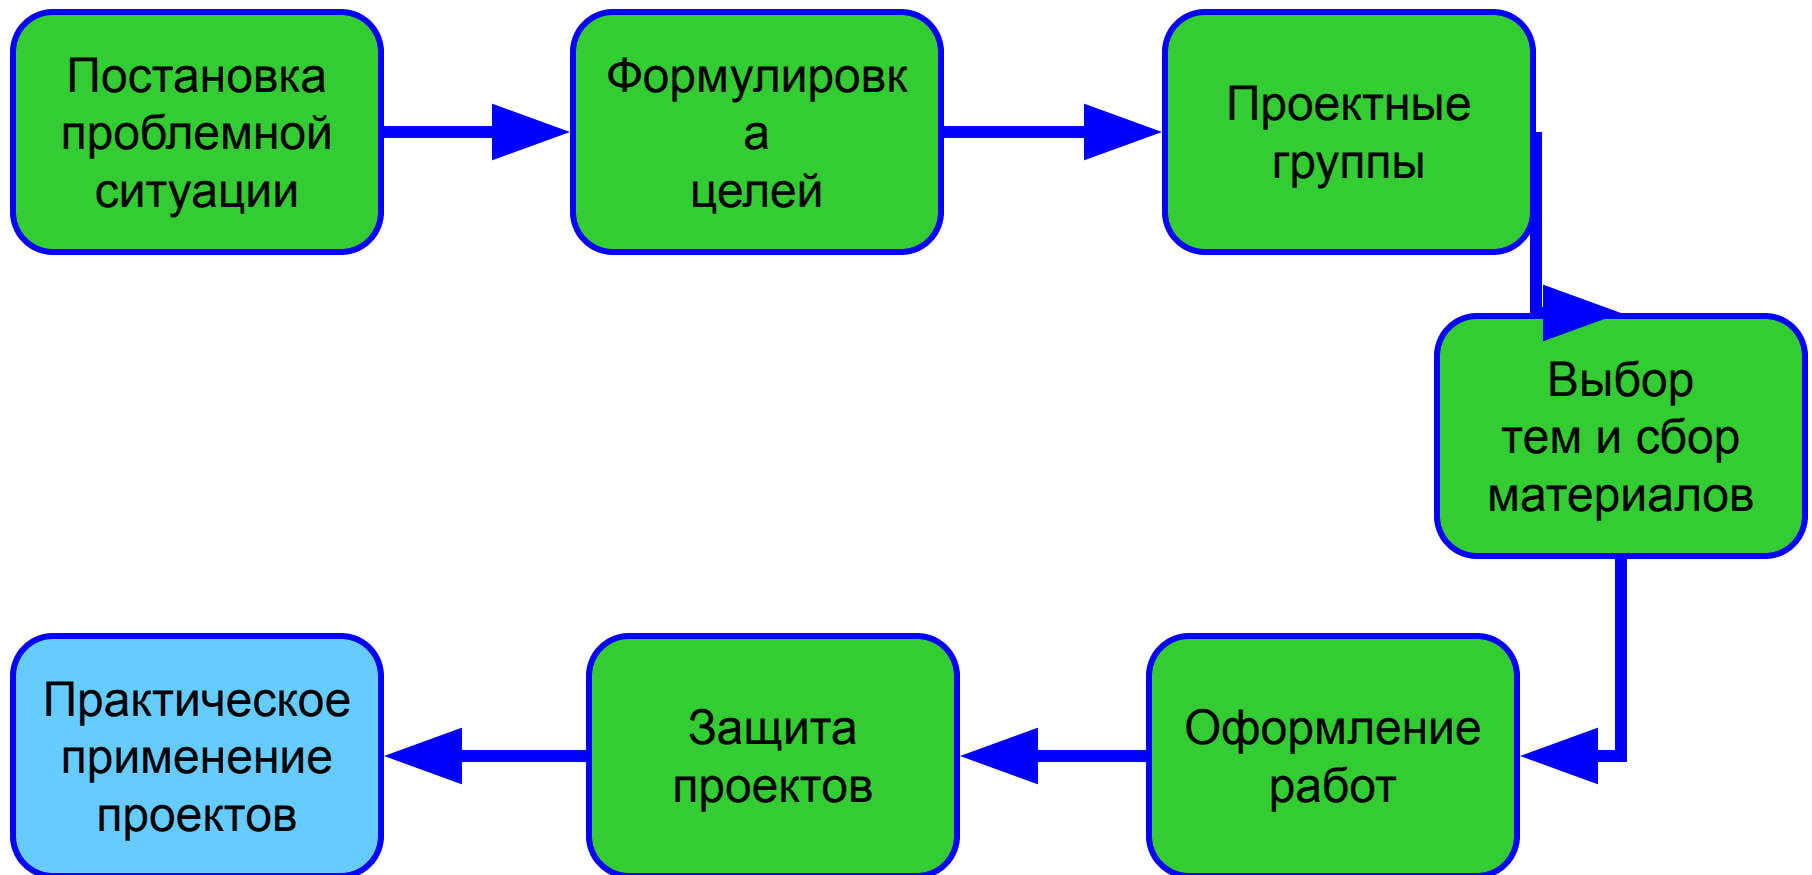 Постановка
проблемной
ситуации
Формулировк
а
целей
Проектные
группы
Выбор
тем и сбор
материалов
Оформление
работ
Защита
проектов
Практическое
применение
проектов